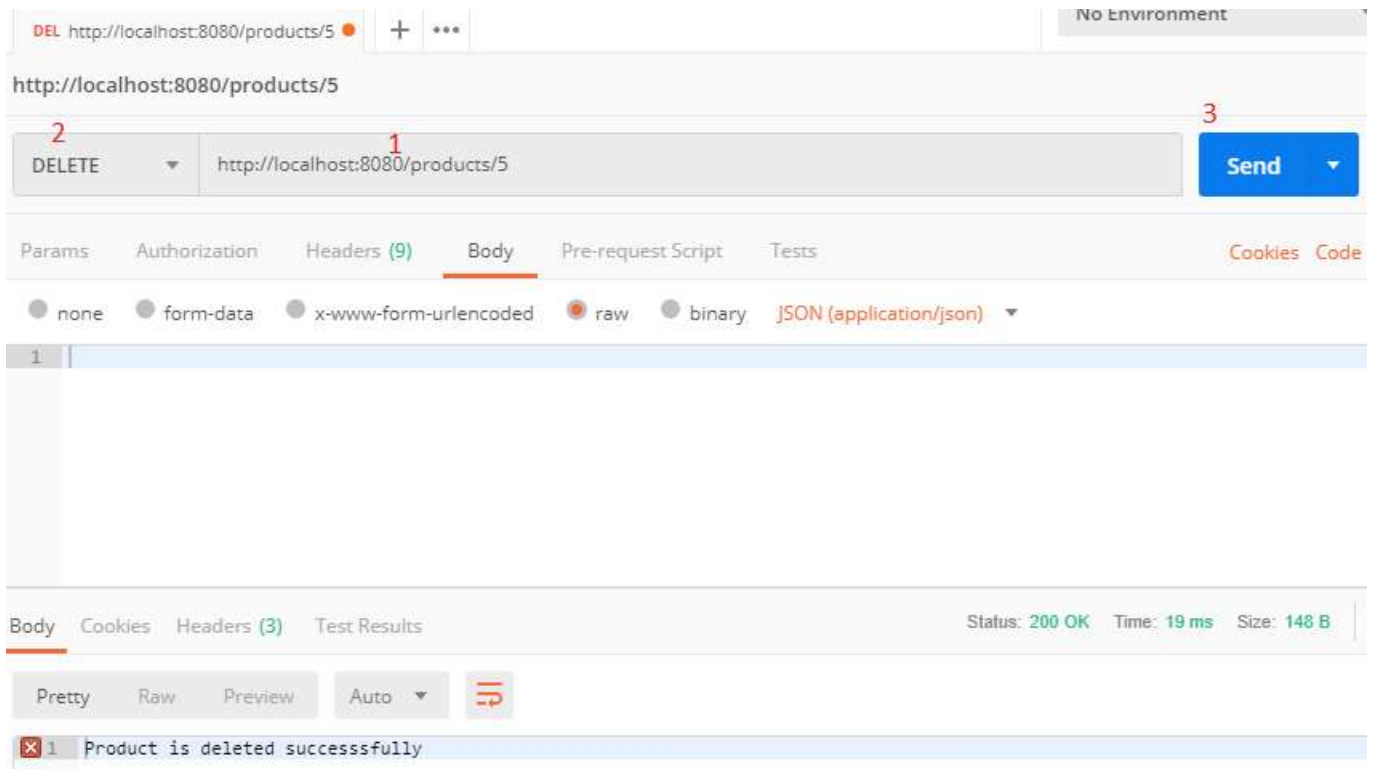 No Environment
DEL http://localhost:8080/products/5 + •••
http://localhost:8080/products/5
2 1 3
DELETE http://localhost:8080/products/5 Send
Params Authorization Headers (9) Body Pre-request Script Tests Cookies Code
none form-data x-www-form-urlencoded raw binary JSON (application/json)
1
Body Cookies Headers (3) Test Results Status: 200 OK Time: 19 ms Size: 148 B
Pretty Raw Preview Auto
1 Product is deleted successsfully